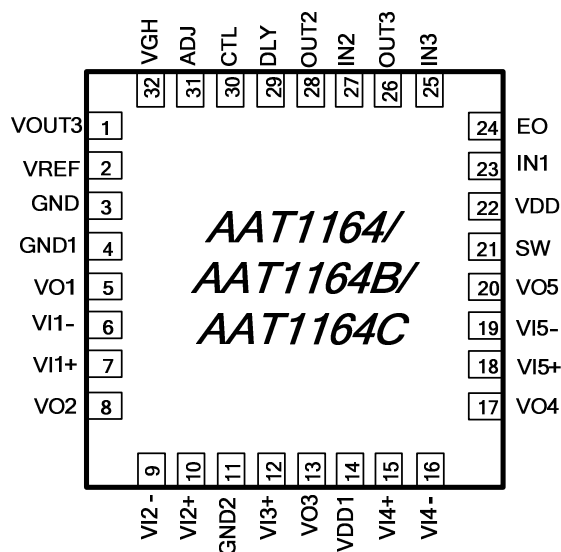 VGH ADJ CTL DLY OUT2 IN2 OUT3 IN3
32 31 30 29 28 27 26 25
VOUT3 1 24 EO
VREF 2 23 IN1
GND 3 22 VDD
GND1 4 21 SW
VO1 5 20 VO5
VI1- 6 19 VI5-
VI1+ 7 18 VI5+
VO2 8 17 VO4
AAT1164/
AAT1164B/
AAT1164C
9 10 11 12 13 14 15 16
VI2- VI2+ GND2 VI3+ VO3 VDD1 VI4+ VI4-